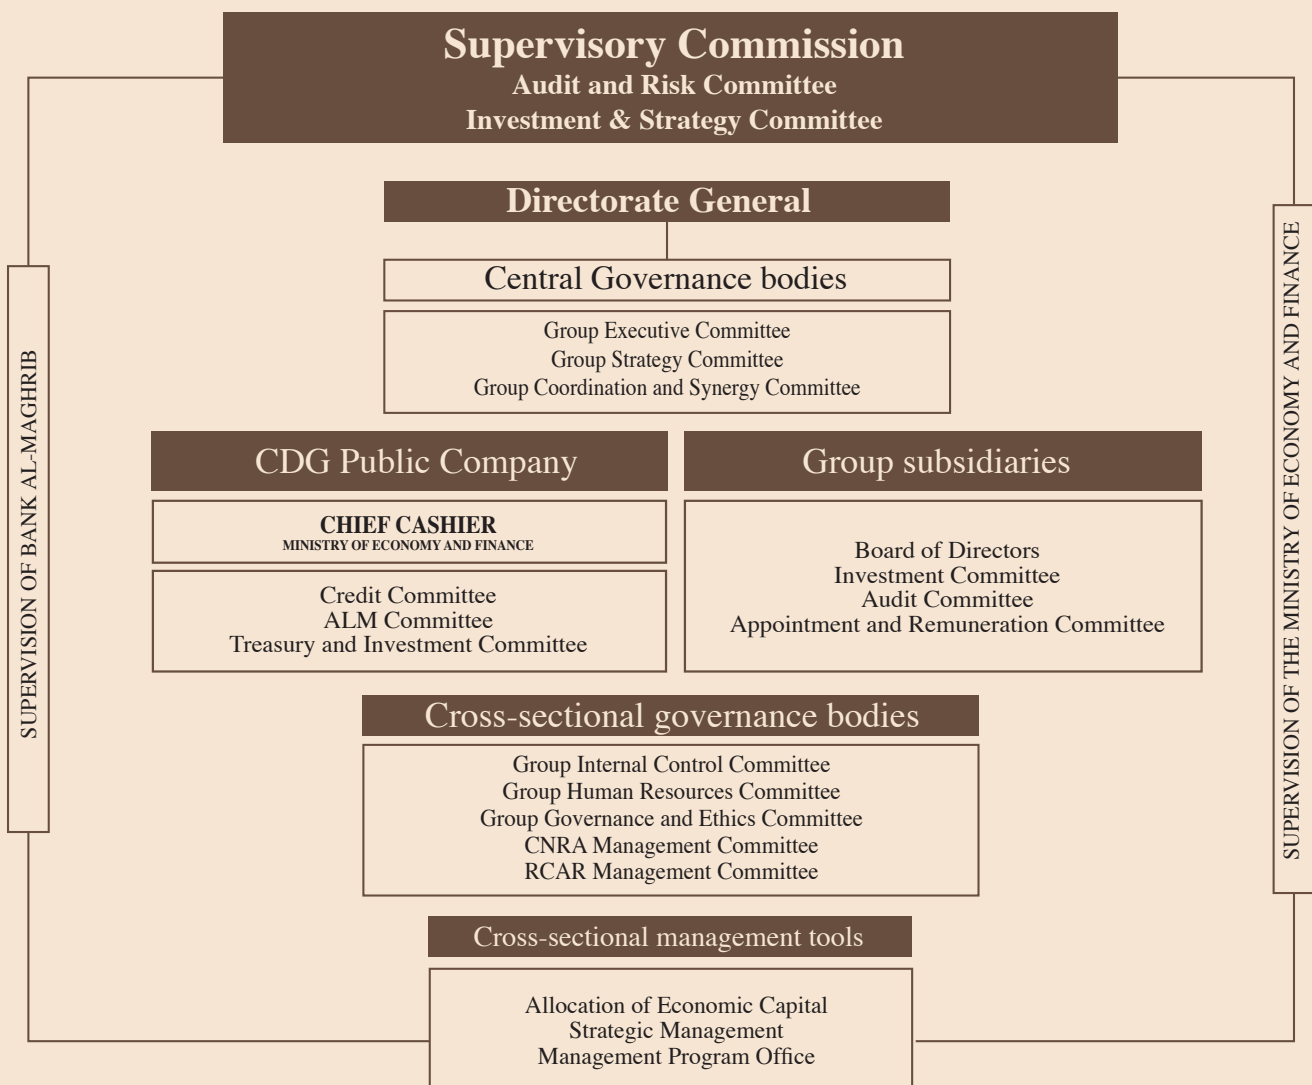 Supervisory Commission
Audit and Risk Committee
Investment & Strategy Committee
Directorate General
Central Governance bodies
Group Executive Committee
Group Strategy Committee
Group Coordination and Synergy Committee
SUPERVISION OF BANK AL-MAGHRIB
SUPERVISION OF THE MINISTRY OF ECONOMY AND FINANCE
CDG Public Company
CHIEF CASHIER
MINISTRY OF ECONOMY AND FINANCE
Credit Committee
ALM Committee
Treasury and Investment Committee
Group subsidiaries
Board of Directors
Investment Committee
Audit Committee
Appointment and Remuneration Committee
Cross-sectional governance bodies
Group Internal Control Committee
Group Human Resources Committee
Group Governance and Ethics Committee
CNRA Management Committee
RCAR Management Committee
Cross-sectional management tools
Allocation of Economic Capital
Strategic Management
Management Program Office